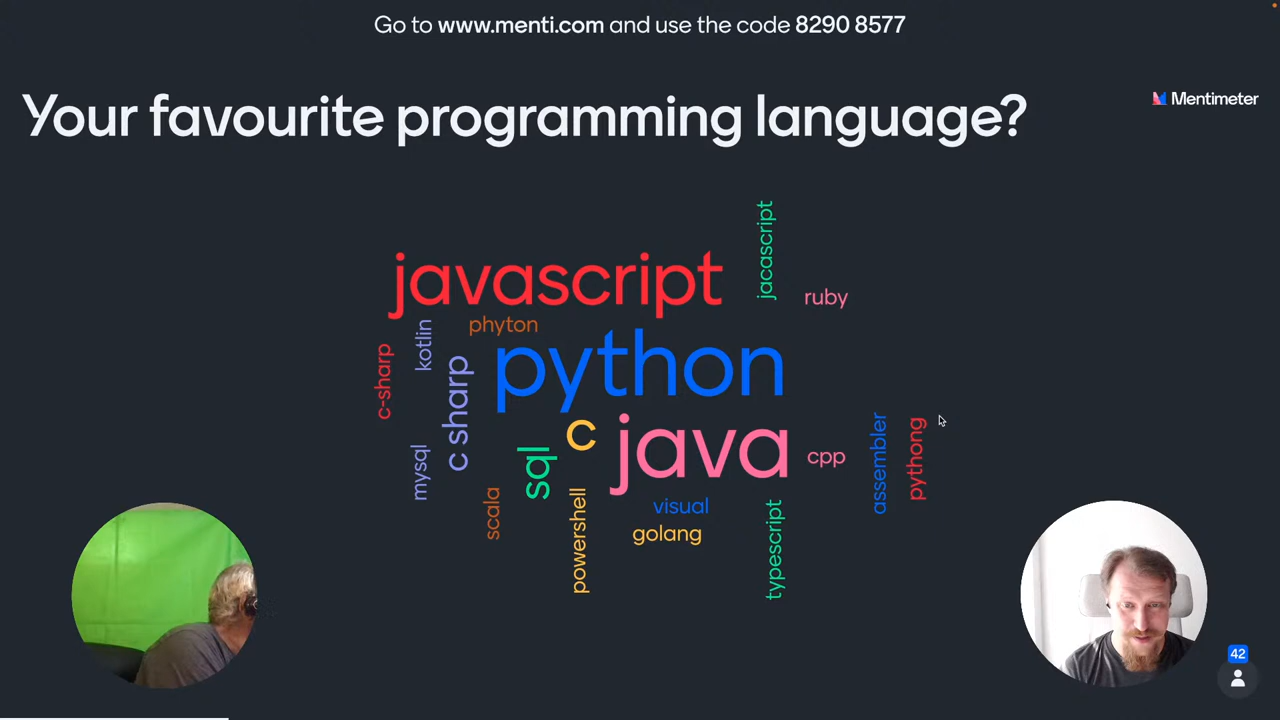 Go to www.menti.com and use the code 8290 8577
Your favourite programming language?
Mentimeter
jacascript
javascript
ruby
phyton
kotlin
c-sharp
c sharp
python
c
java
mysql
sql
cpp
assembler
pythong
scala
powershell
visual
golang
typescript
42